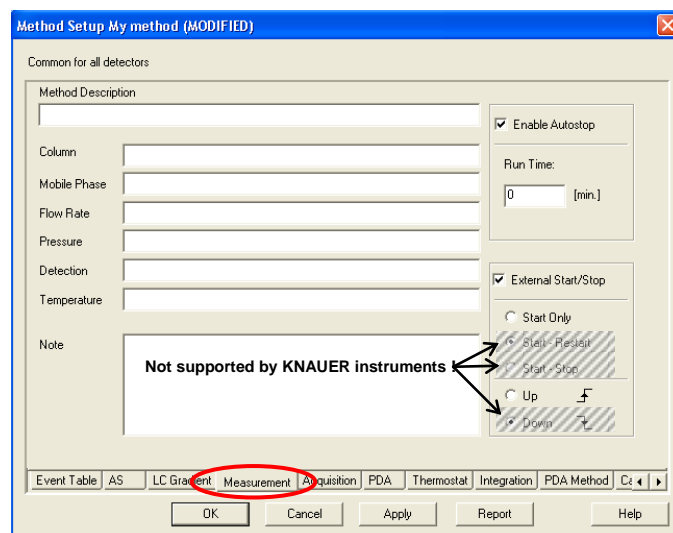 Method Setup My method (MODIFIED)
Common for all detectors
Method Description
Enable Autostop
Column
Run Time:
Mobile Phase
0 [min.]
Flow Rate
Pressure
Detection
External Start/Stop
Temperature
Start Only
Note
Start - Restart
Not supported by KNAUER instruments !
Start - Stop
Up
Down
Event Table AS LC Gradient Measurement Acquisition PDA Thermostat Integration PDA Method Ca
OK Cancel Apply Report Help